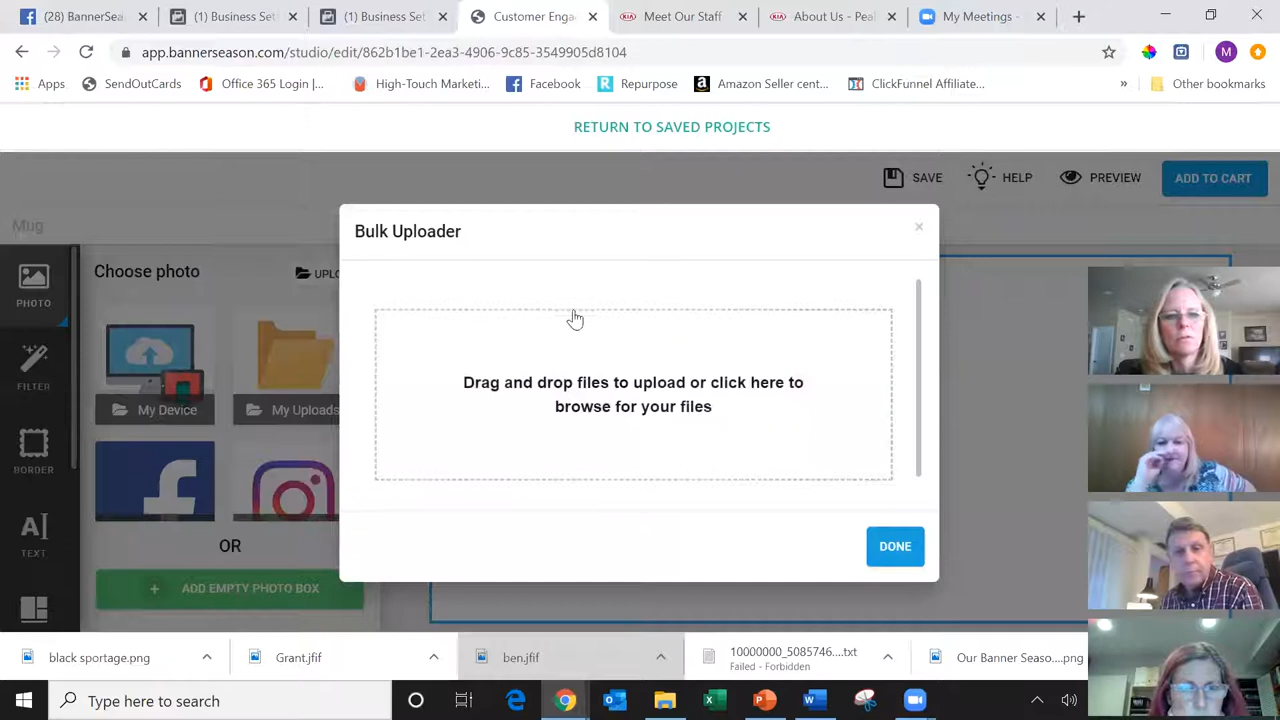 (28) BannerSea
(1) Business Set
(1) Business Set
Customer Enga
Meet Our Staff
About Us - Peal
My Meetings -
app.bannerseason.com/studio/edit/862b1be1-2ea3-4906-9c85-3549905d8104
M
Apps
SendOutCards
Office 365 Login |...
High-Touch Marketi...
Facebook
Repurpose
Amazon Seller cent...
ClickFunnel Affiliate...
»
Other bookmarks
RETURN TO SAVED PROJECTS
SAVE
HELP
PREVIEW
ADD TO CART
Mug
Bulk Uploader
×
PHOTO
Choose photo
UPLO
FILTER
My Device
My Uploads
BORDER
Drag and drop files to upload or click here to
browse for your files
TEXT
OR
DONE
+ ADD EMPTY PHOTO BOX
black sportage.png
Grant.jfif
ben.jfif
10000000_5085746....txt
Failed - Forbidden
Our Banner Seaso....png
Type here to search